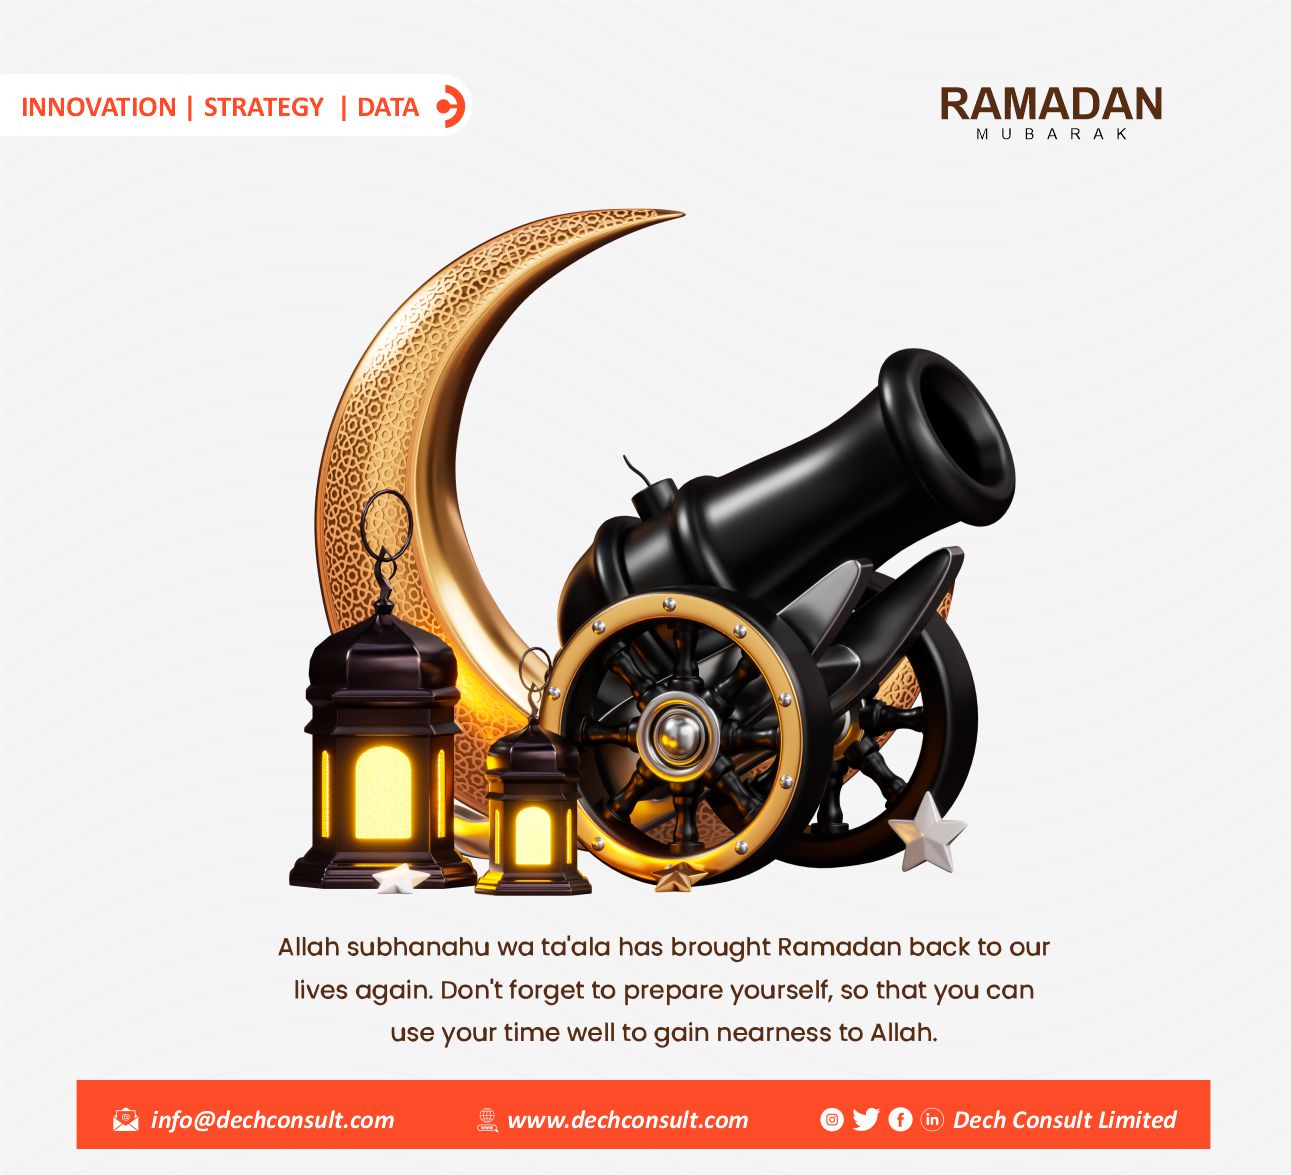 INNOVATION | STRATEGY | DATA
RAMADAN
MUBARAK
Allah subhanahu wa ta'ala has brought Ramadan back to our
lives again. Don't forget to prepare yourself, so that you can
use your time well to gain nearness to Allah.
info@dechconsult.com
www.dechconsult.com
Dech Consult Limited